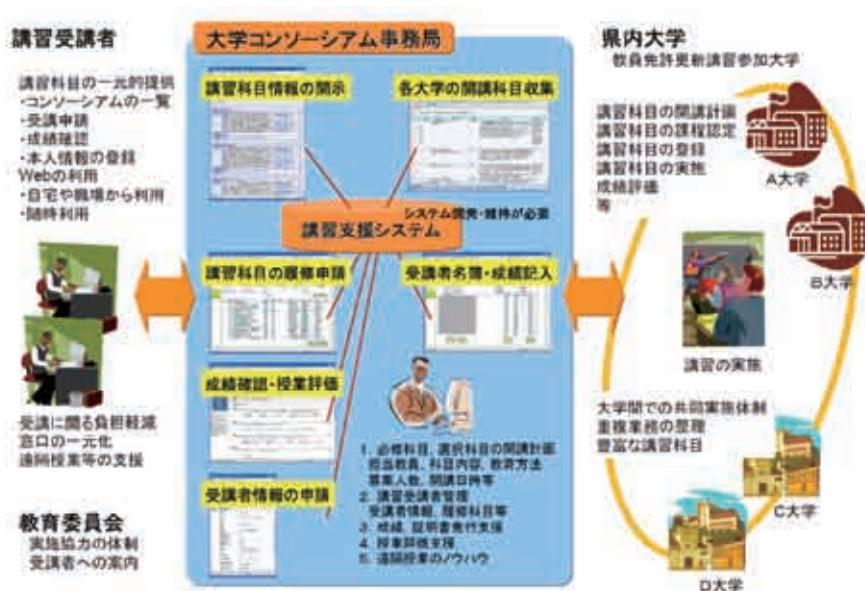 講習受講者
講習科目の一元的提供
・コンソーシアムの一覧
・受講申請
・成績確認
・本人情報の登録
Webの利用
・自宅や職場から利用
・随時利用
受講に関る負担軽減
窓口の一元化
遠隔授業等の支援
教育委員会
実施協力の体制
受講者への案内
大学コンソーシアム事務局
講習科目情報の開示
各大学の開講科目収集
システム開発・維持が必要
講習支援システム
講習科目の履修申請
受講者名簿・成績記入
成績確認・授業評価
受講者情報の申請
1. 必修科目、選択科目の開講計画
担当教員、科目内容、教育方法
募集人数、開講日時等
2. 講習受講者管理
受講者情報、履修科目等
3. 成績、証明書発行支援
4. 授業評価支援
5. 遠隔授業のノウハウ
県内大学
教員免許更新講習参加大学
講習科目の開講計画
講習科目の課程認定
講習科目の登録
講習科目の実施
成績評価
等
A大学
B大学
講習の実施
大学間での共同実施体制
重複業務の整理
豊富な講習科目
C大学
D大学